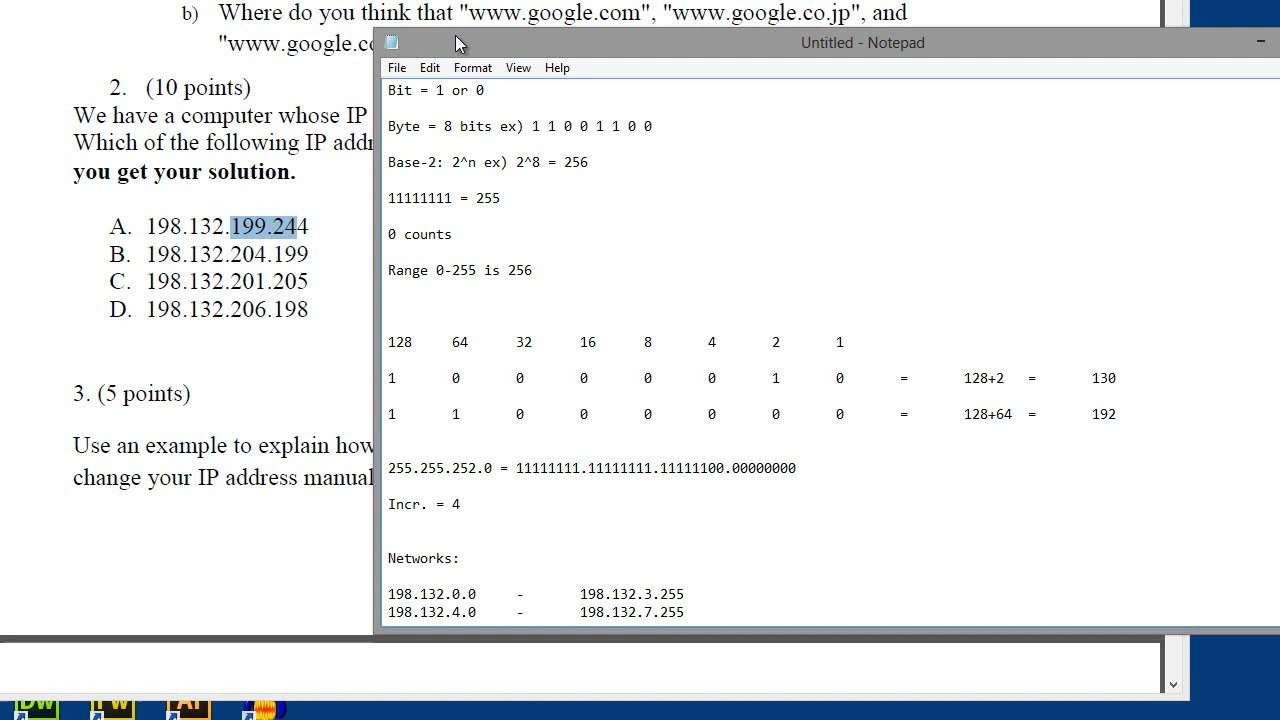 b) Where do you think that "www.google.com", "www.google.co.jp", and
"www.google.co
2. (10 points)
We have a computer whose IP
Which of the following IP addr
you get your solution.
A. 198.132.199.244
B. 198.132.204.199
C. 198.132.201.205
D. 198.132.206.198
3. (5 points)
Use an example to explain how
change your IP address manual
Untitled - Notepad
File Edit Format View Help
Bit = 1 or 0
Byte = 8 bits ex) 1 1 0 0 1 1 0 0
Base-2: 2^n ex) 2^8 = 256
11111111 = 255
0 counts
Range 0-255 is 256
128 64 32 16 8 4 2 1
1 0 0 0 0 0 1 0 = 128+2 = 130
1 1 0 0 0 0 0 0 = 128+64 = 192
255.255.252.0 = 11111111.11111111.11111100.00000000
Incr. = 4
Networks:
198.132.0.0 - 198.132.3.255
198.132.4.0 - 198.132.7.255